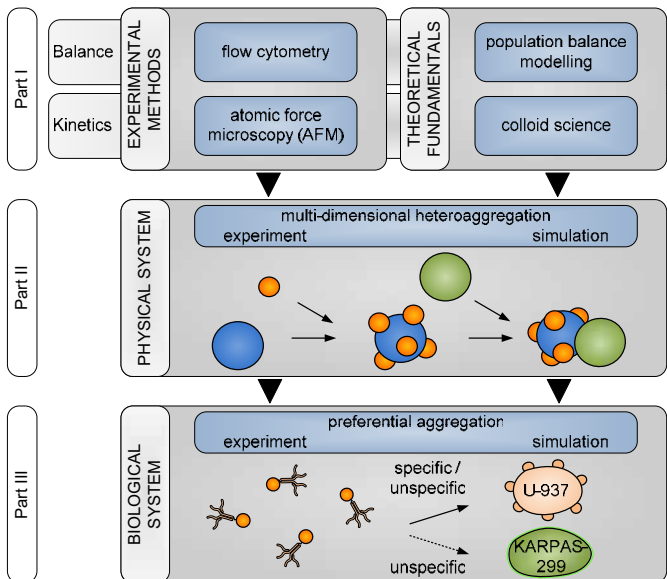 Part I
Balance
Kinetics
EXPERIMENTAL
METHODS
flow cytometry
atomic force
microscopy (AFM)
THEORETICAL
FUNDAMENTALS
population balance
modelling
colloid science
Part II
PHYSICAL SYSTEM
multi-dimensional heteroaggregation
experiment
simulation
Part III
BIOLOGICAL
SYSTEM
preferential aggregation
experiment
simulation
specific /
unspecific
U-937
unspecific
KARPAS-
299